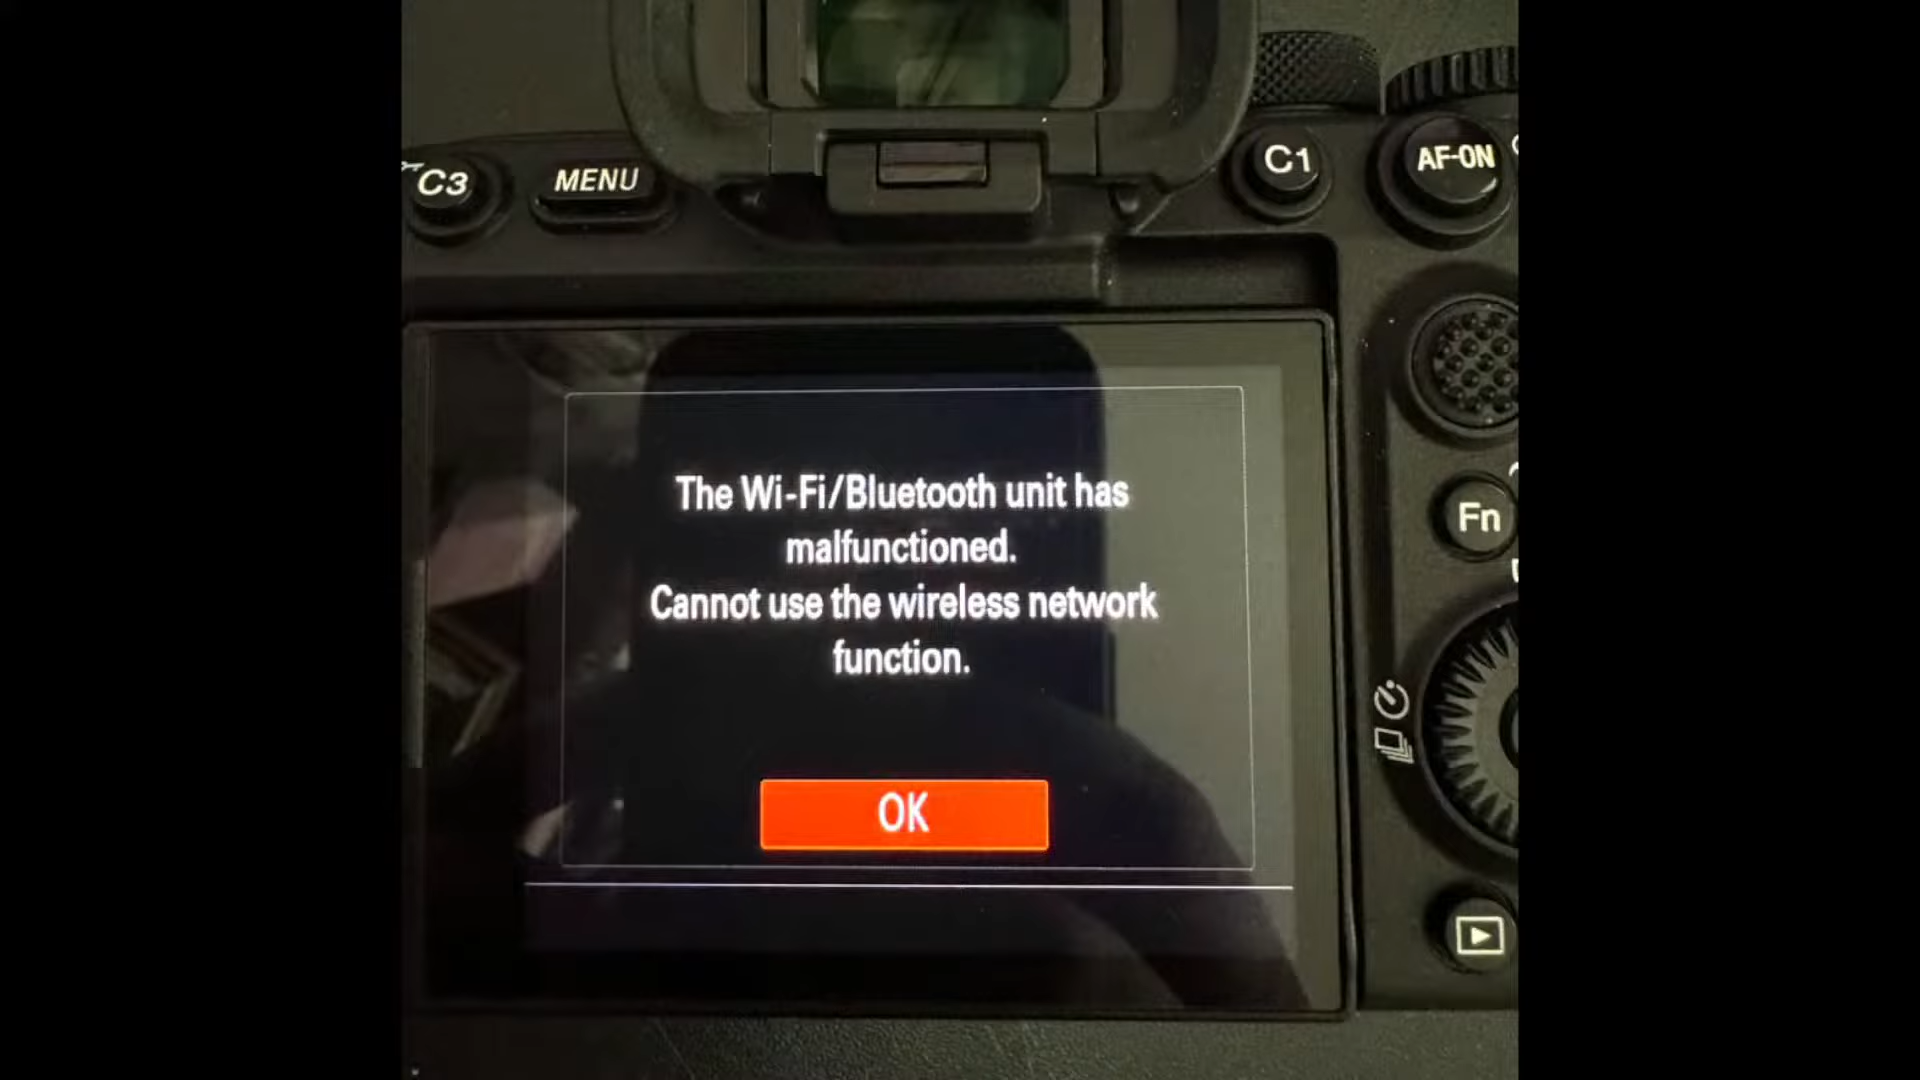 C3
MENU
C1
AF-ON
The Wi-Fi/Bluetooth unit has
malfunctioned.
Cannot use the wireless network
function.
Fn
OK